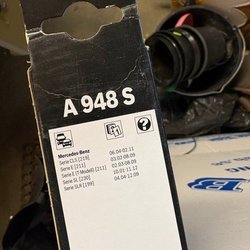 A 948 S
Mercedes-Benz
Serie CLS [219] 06.04-02.11
Serie E [211] 03.02-08.09
Serie E (T-Modell) [211] 02.03-08.09
Serie SL [230] 10.01-11.12
Serie SLR [199] 04.04-12.09